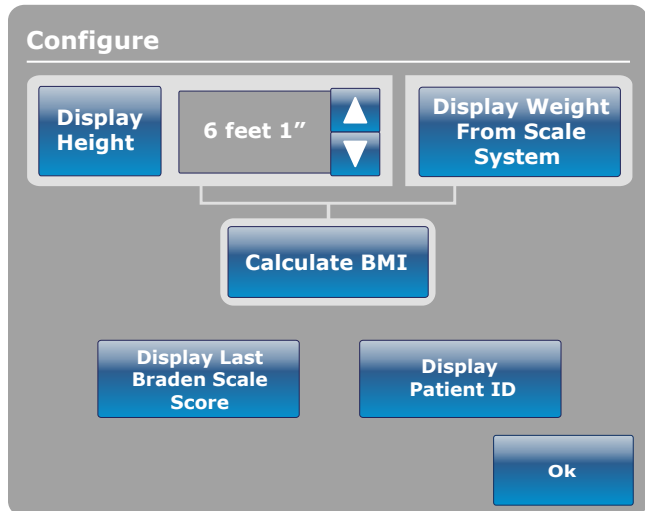 Configure
Display
Height
6 feet 1”
Display Weight
From Scale
System
Calculate BMI
Display Last
Braden Scale
Score
Display
Patient ID
Ok